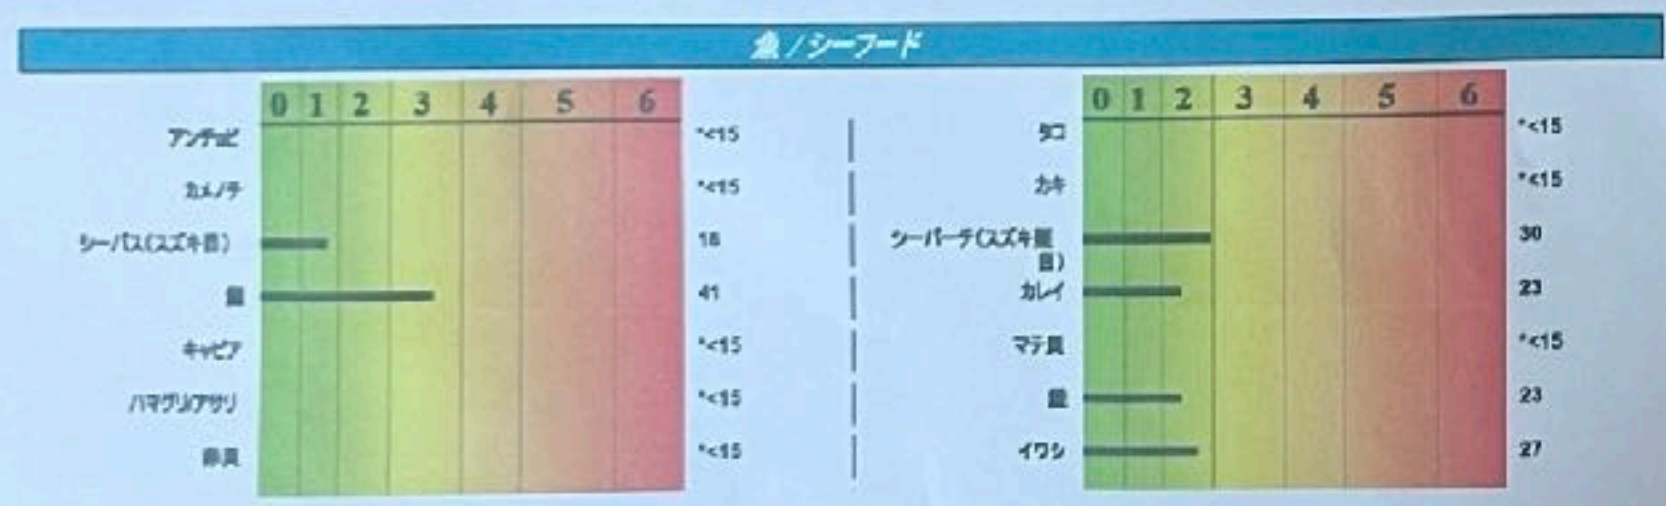 魚 / シーフード
0 1 2 3 4 5 6
アンチョビ *<15
カメノテ *<15
シーバス(スズキ目) 18
41
キャビア *<15
ハマグリ/アサリ *<15
赤貝 *<15
0 1 2 3 4 5 6
タコ *<15
カキ *<15
シーパーチ(スズキ亜目) 30
カレイ 23
マテ貝 *<15
23
イワシ 27